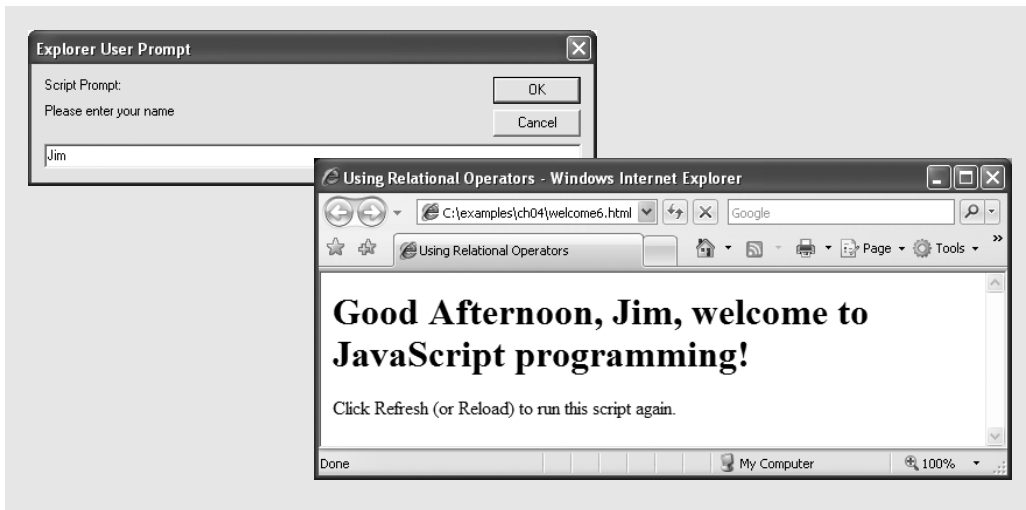 Explorer User Prompt
Script Prompt:
Please enter your name
OK
Cancel
Jim
Using Relational Operators - Windows Internet Explorer
C:\examples\ch04\welcome6.html
Google
Using Relational Operators
Page
Tools
»
Good Afternoon, Jim, welcome to
JavaScript programming!
Click Refresh (or Reload) to run this script again.
Done
My Computer
100%